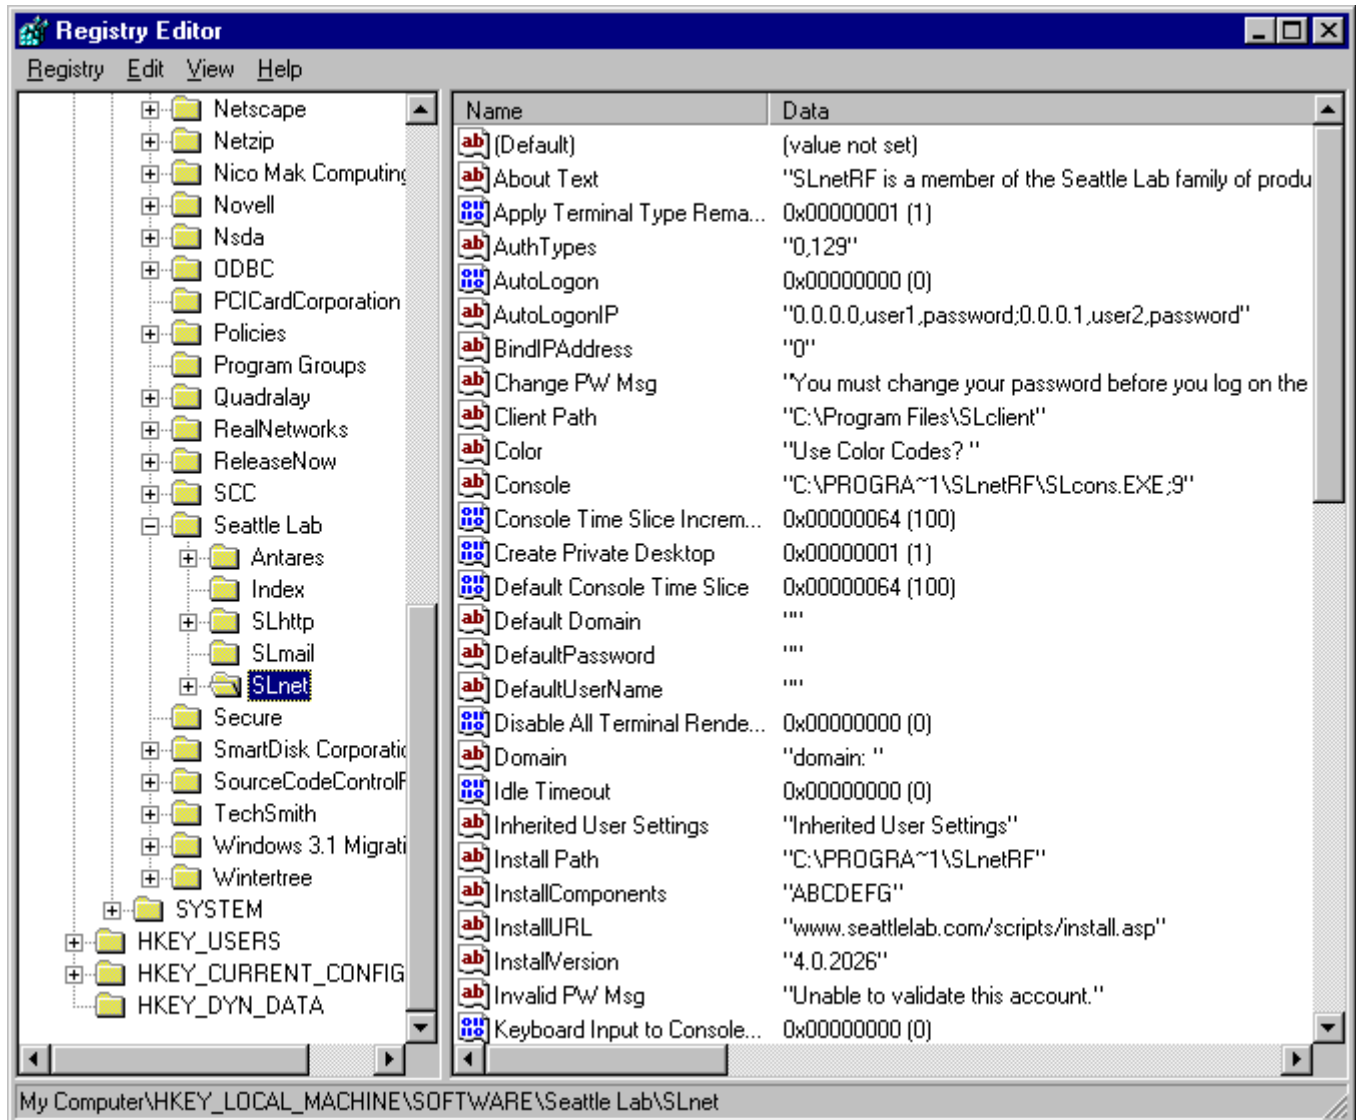 Registry Editor
Registry Edit View Help
Netscape
Netzip
Nico Mak Computing
Novell
Nsda
ODBC
PCICardCorporation
Policies
Program Groups
Quadralay
RealNetworks
ReleaseNow
SCC
Seattle Lab
Antares
Index
SLhttp
SLmail
SLnet
Secure
SmartDisk Corporatio
SourceCodeControlP
TechSmith
Windows 3.1 Migrati
Wintertree
SYSTEM
HKEY_USERS
HKEY_CURRENT_CONFIG
HKEY_DYN_DATA
Name Data
(Default) (value not set)
About Text "SLnetRF is a member of the Seattle Lab family of produ
Apply Terminal Type Rema... 0x00000001 (1)
AuthTypes "0,129"
AutoLogon 0x00000000 (0)
AutoLogonIP "0.0.0.0,user1,password;0.0.0.1,user2,password"
BindIPAddress "0"
Change PW Msg "You must change your password before you log on the
Client Path "C:\Program Files\SLclient"
Color "Use Color Codes? "
Console "C:\PROGRA~1\SLnetRF\SLcons.EXE;9"
Console Time Slice Increm... 0x00000064 (100)
Create Private Desktop 0x00000001 (1)
Default Console Time Slice 0x00000064 (100)
Default Domain ""
DefaultPassword ""
DefaultUserName ""
Disable All Terminal Rende... 0x00000000 (0)
Domain "domain: "
Idle Timeout 0x00000000 (0)
Inherited User Settings "Inherited User Settings"
Install Path "C:\PROGRA~1\SLnetRF"
InstallComponents "ABCDEFG"
InstallURL "www.seattlelab.com/scripts/install.asp"
InstallVersion "4.0.2026"
Invalid PW Msg "Unable to validate this account."
Keyboard Input to Console... 0x00000000 (0)
My Computer\HKEY_LOCAL_MACHINE\SOFTWARE\Seattle Lab\SLnet